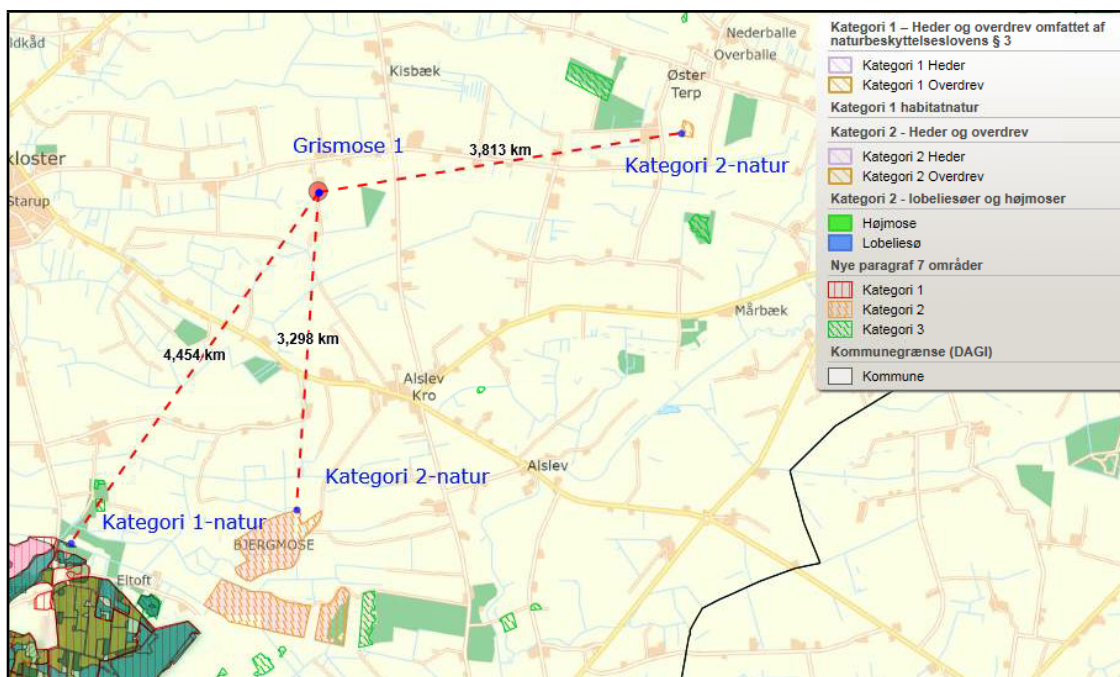 Nederballe
Overballe
ldkåd
Kisbæk
Øster
Terp
kloster
Starup
Grismose 1
3,813 km
Kategori 2-natur
Mårbæk
3,298 km
4,454 km
Alslev
Kro
Kategori 2-natur
Alslev
Kategori 1-natur
BJERGMOSE
Eltoft
Kategori 1 – Heder og overdrev omfattet af
naturbeskyttelseslovens § 3
Kategori 1 Heder
Kategori 1 Overdrev
Kategori 1 habitatnatur
Kategori 2 - Heder og overdrev
Kategori 2 Heder
Kategori 2 Overdrev
Kategori 2 - lobeliesøer og højmoser
Højmose
Lobeliesø
Nye paragraf 7 områder
Kategori 1
Kategori 2
Kategori 3
Kommunegrænse (DAGI)
Kommune